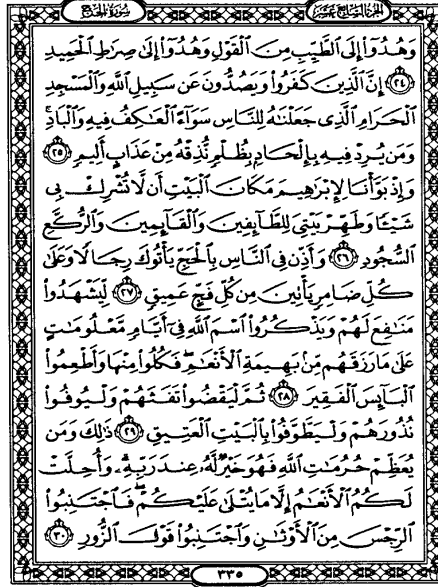 الجزء السابع عشر سورة الحج
وَهُدُوٓا۟ إِلَى ٱلطَّيِّبِ مِنَ ٱلْقَوْلِ وَهُدُوٓا۟ إِلَىٰ صِرَٰطِ ٱلْحَمِيدِ
﴿٢٤﴾ إِنَّ ٱلَّذِينَ كَفَرُوا۟ وَيَصُدُّونَ عَن سَبِيلِ ٱللَّهِ وَٱلْمَسْجِدِ
ٱلْحَرَامِ ٱلَّذِى جَعَلْنَٰهُ لِلنَّاسِ سَوَآءً ٱلْعَٰكِفُ فِيهِ وَٱلْبَادِ ۚ
وَمَن يُرِدْ فِيهِ بِإِلْحَادٍۭ بِظُلْمٍ نُّذِقْهُ مِنْ عَذَابٍ أَلِيمٍ ﴿٢٥﴾
وَإِذْ بَوَّأْنَا لِإِبْرَٰهِيمَ مَكَانَ ٱلْبَيْتِ أَن لَّا تُشْرِكْ بِى
شَيْـًٔا وَطَهِّرْ بَيْتِىَ لِلطَّآئِفِينَ وَٱلْقَآئِمِينَ وَٱلرُّكَّعِ
ٱلسُّجُودِ ﴿٢٦﴾ وَأَذِّن فِى ٱلنَّاسِ بِٱلْحَجِّ يَأْتُوكَ رِجَالًا وَعَلَىٰ
كُلِّ ضَامِرٍ يَأْتِينَ مِن كُلِّ فَجٍّ عَمِيقٍ ﴿٢٧﴾ لِّيَشْهَدُوا۟
مَنَٰفِعَ لَهُمْ وَيَذْكُرُوا۟ ٱسْمَ ٱللَّهِ فِىٓ أَيَّامٍ مَّعْلُومَٰتٍ
عَلَىٰ مَا رَزَقَهُم مِّنۢ بَهِيمَةِ ٱلْأَنْعَٰمِ ۖ فَكُلُوا۟ مِنْهَا وَأَطْعِمُوا۟
ٱلْبَآئِسَ ٱلْفَقِيرَ ﴿٢٨﴾ ثُمَّ لْيَقْضُوا۟ تَفَثَهُمْ وَلْيُوفُوا۟
نُذُورَهُمْ وَلْيَطَّوَّفُوا۟ بِٱلْبَيْتِ ٱلْعَتِيقِ ﴿٢٩﴾ ذَٰلِكَ وَمَن
يُعَظِّمْ حُرُمَٰتِ ٱللَّهِ فَهُوَ خَيْرٌ لَّهُۥ عِندَ رَبِّهِۦ ۗ وَأُحِلَّتْ
لَكُمُ ٱلْأَنْعَٰمُ إِلَّا مَا يُتْلَىٰ عَلَيْكُمْ ۖ فَٱجْتَنِبُوا۟
ٱلرِّجْسَ مِنَ ٱلْأَوْثَٰنِ وَٱجْتَنِبُوا۟ قَوْلَ ٱلزُّورِ ﴿٣٠﴾
٣٣٥